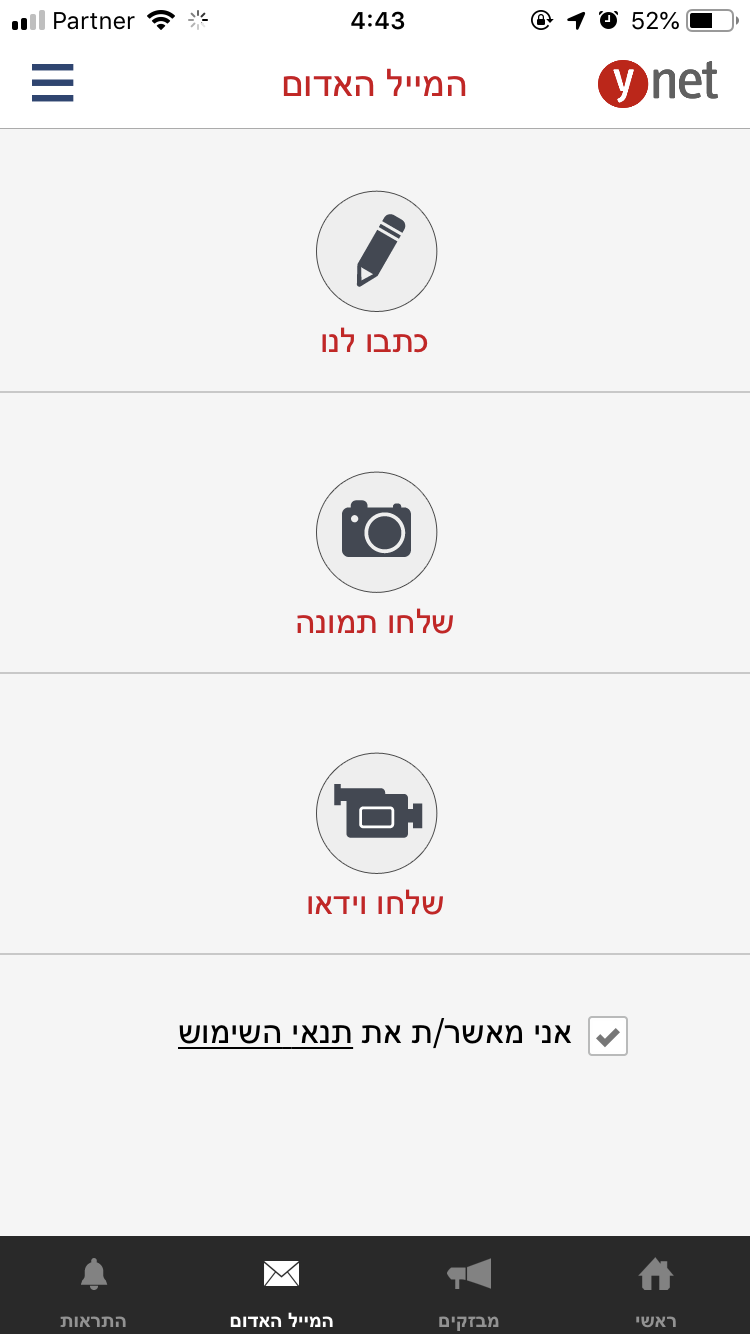 Partner 4:43 52%
ynet המייל האדום
כתבו לנו
שלחו תמונה
שלחו וידאו
אני מאשר/ת את תנאי השימוש
ראשי מבזקים המייל האדום התראות